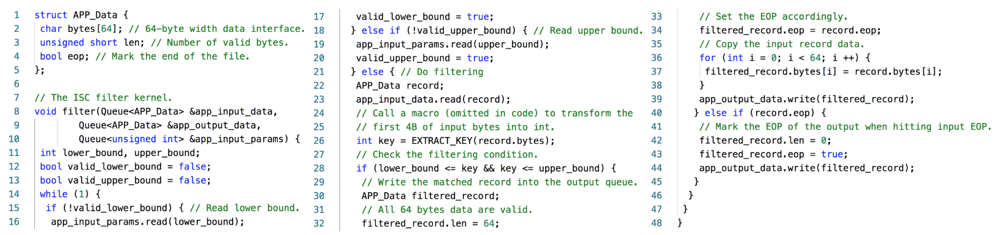 1 struct APP_Data {
2 char bytes[64]; // 64-byte width data interface.
3 unsigned short len; // Number of valid bytes.
4 bool eop; // Mark the end of the file.
5 };
6
7 // The ISC filter kernel.
8 void filter(Queue<APP_Data> &app_input_data,
9 Queue<APP_Data> &app_output_data,
10 Queue<unsigned int> &app_input_params) {
11 int lower_bound, upper_bound;
12 bool valid_lower_bound = false;
13 bool valid_upper_bound = false;
14 while (1) {
15 if (!valid_lower_bound) { // Read lower bound.
16 app_input_params.read(lower_bound);
17 valid_lower_bound = true;
18 } else if (!valid_upper_bound) { // Read upper bound.
19 app_input_params.read(upper_bound);
20 valid_upper_bound = true;
21 } else { // Do filtering
22 APP_Data record;
23 app_input_data.read(record);
24 // Call a macro (omitted in code) to transform the
25 // first 4B of input bytes into int.
26 int key = EXTRACT_KEY(record.bytes);
27 // Check the filtering condition.
28 if (lower_bound <= key && key <= upper_bound) {
29 // Write the matched record into the output queue.
30 APP_Data filtered_record;
31 // All 64 bytes data are valid.
32 filtered_record.len = 64;
33 // Set the EOP accordingly.
34 filtered_record.eop = record.eop;
35 // Copy the input record data.
36 for (int i = 0; i < 64; i ++) {
37 filtered_record.bytes[i] = record.bytes[i];
38 }
39 app_output_data.write(filtered_record);
40 } else if (record.eop) {
41 // Mark the EOP of the output when hitting input EOP.
42 filtered_record.len = 0;
43 filtered_record.eop = true;
44 app_output_data.write(filtered_record);
45 }
46 }
47 }
48 }